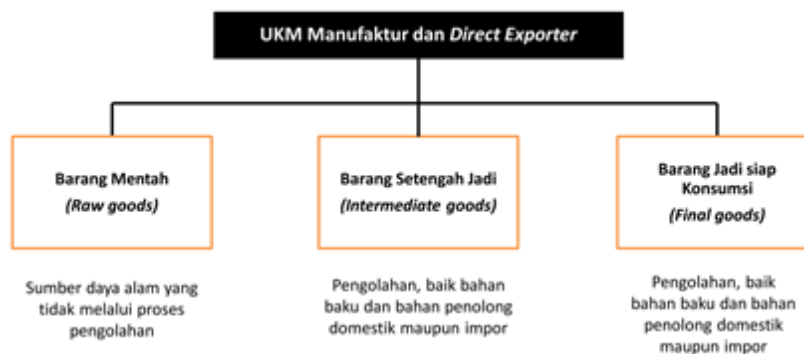 UKM Manufaktur dan Direct Exporter
Barang Mentah
(Raw goods)
Sumber daya alam yang
tidak melalui proses
pengolahan
Barang Setengah Jadi
(Intermediate goods)
Pengolahan, baik bahan
baku dan bahan penolong
domestik maupun impor
Barang Jadi siap
Konsumsi
(Final goods)
Pengolahan, baik
bahan baku dan bahan
penolong domestik
maupun impor